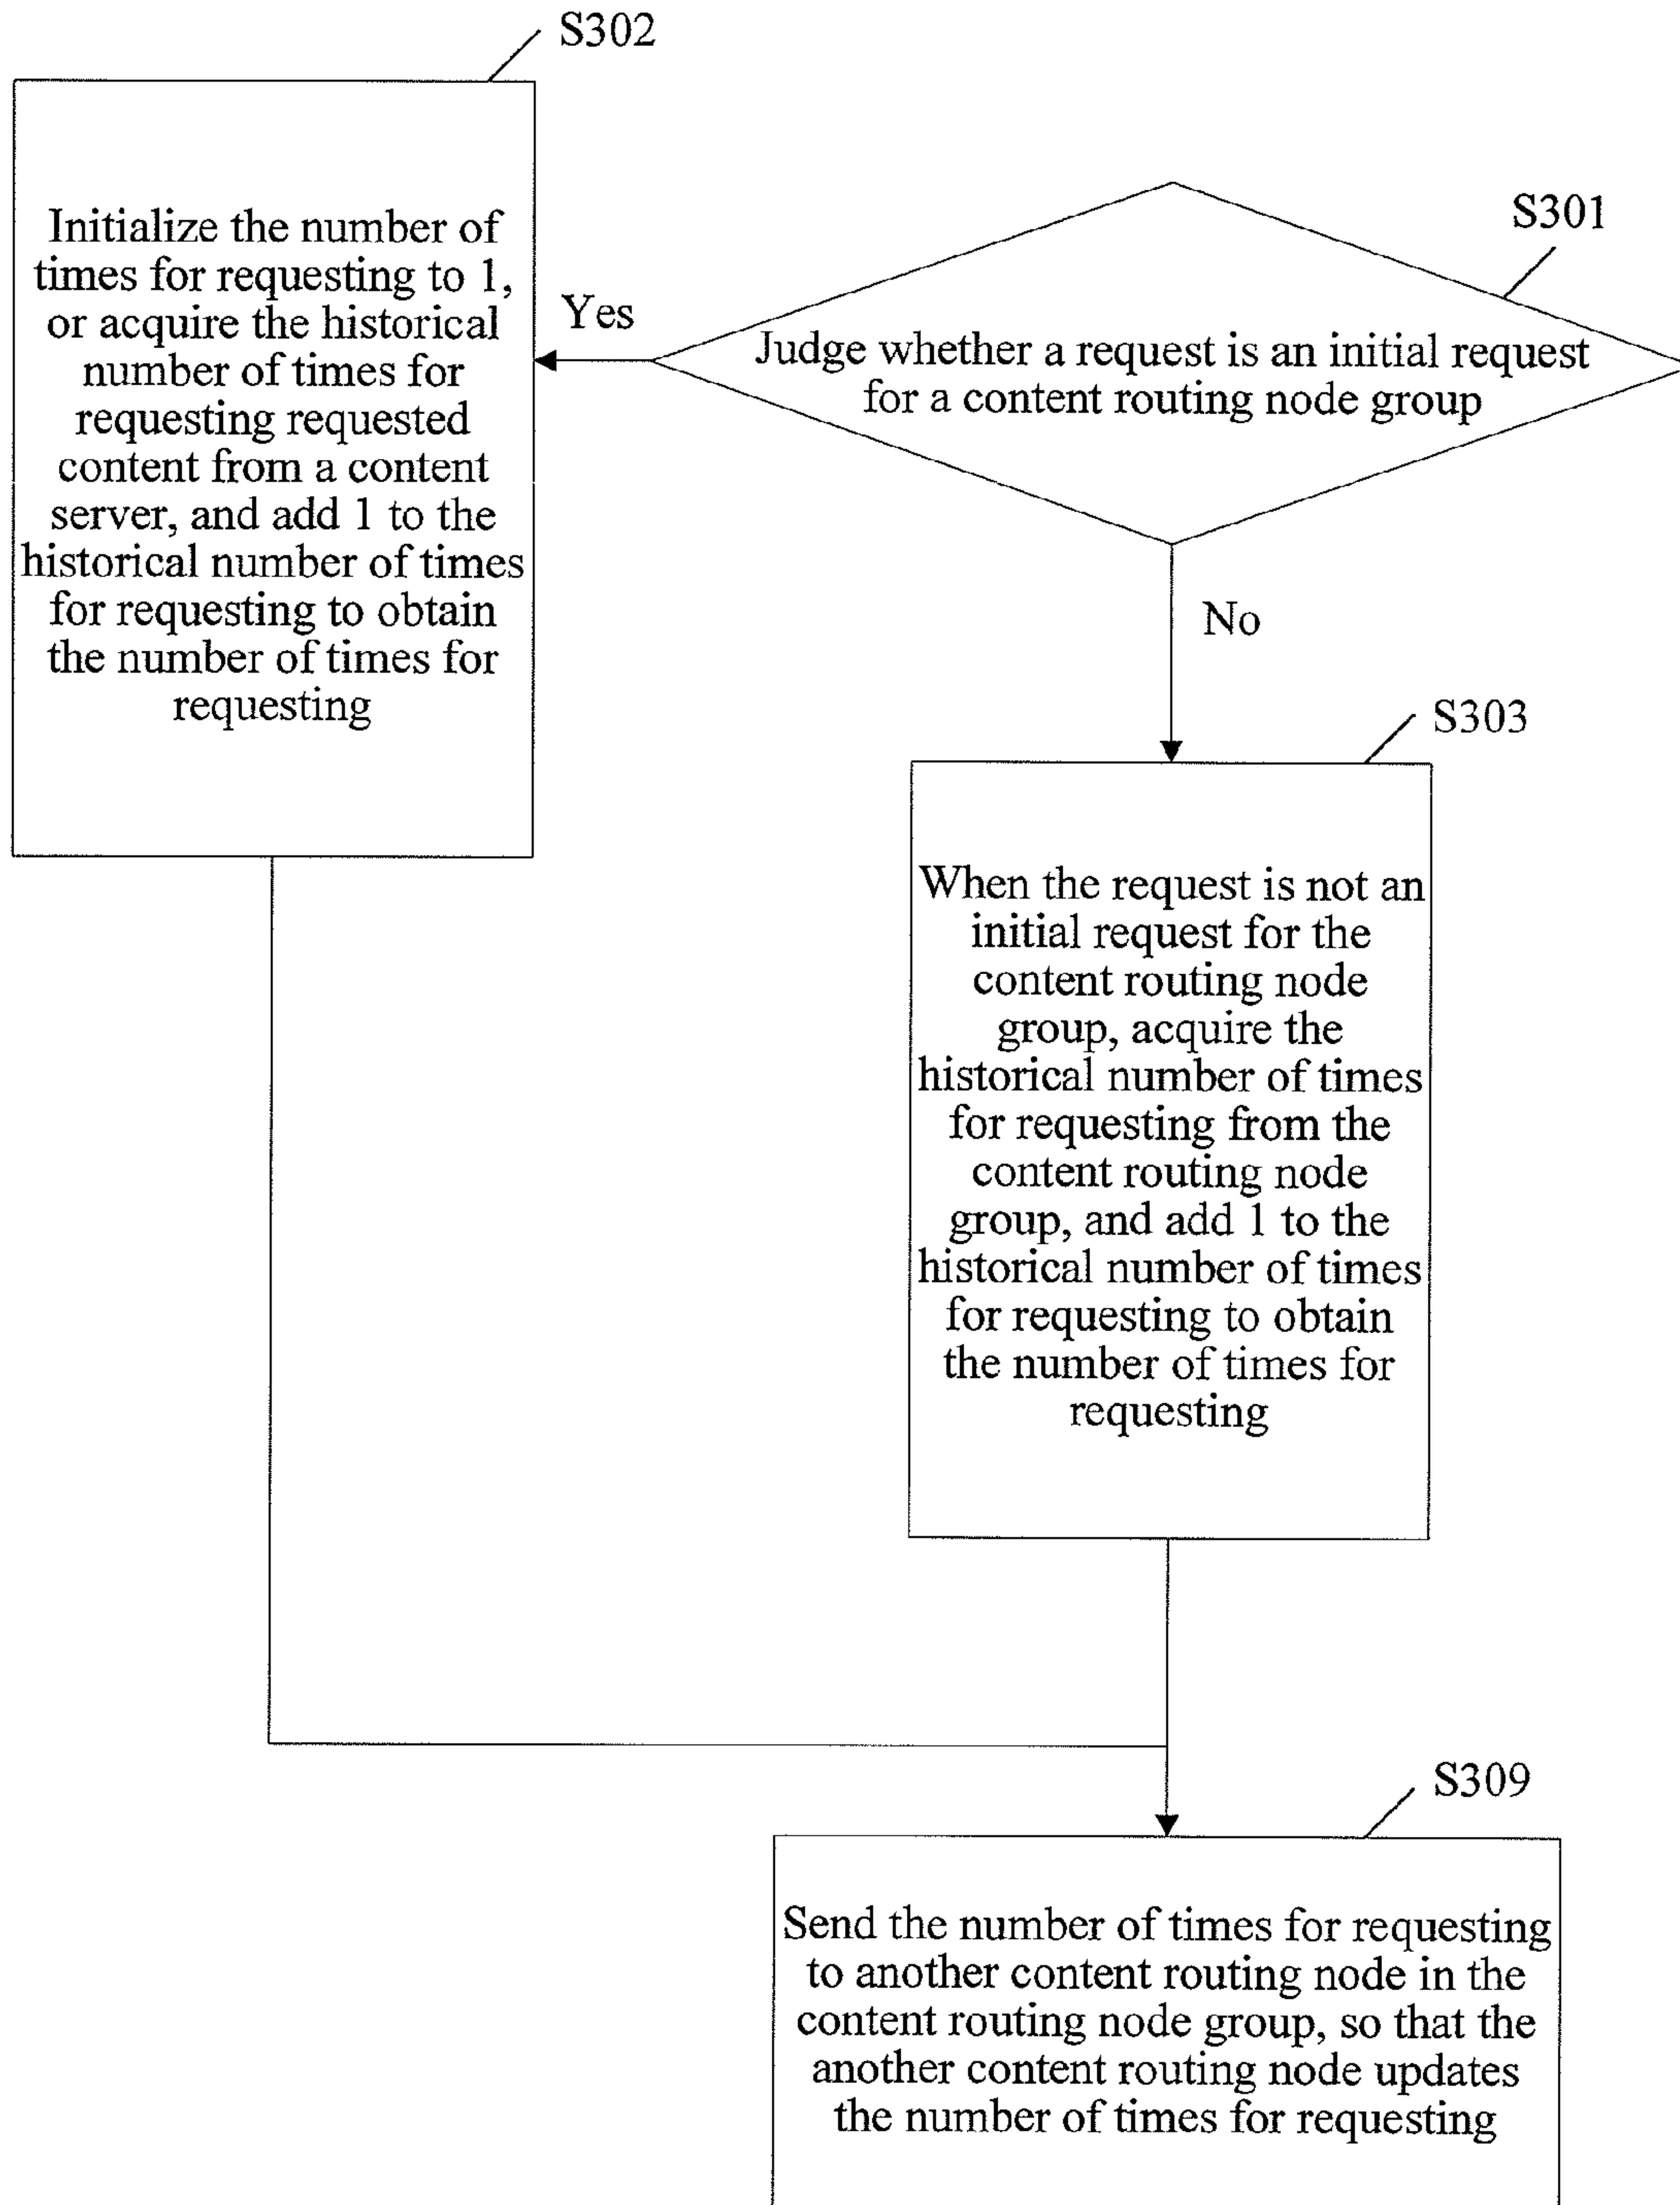 S302
Initialize the number of
times for requesting to 1,
or acquire the historical
number of times for
requesting requested
content from a content
server, and add 1 to the
historical number of times
for requesting to obtain
the number of times for
requesting
Yes
S301
Judge whether a request is an initial request
for a content routing node group
No
S303
When the request is not an
initial request for the
content routing node
group, acquire the
historical number of times
for requesting from the
content routing node
group, and add 1 to the
historical number of times
for requesting to obtain
the number of times for
requesting
S309
Send the number of times for requesting
to another content routing node in the
content routing node group, so that the
another content routing node updates
the number of times for requesting